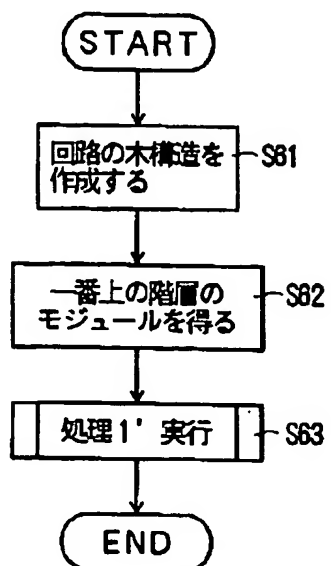 START
回路の木構造を
作成する
S61
一番上の階層の
モジュールを得る
S62
処理1' 実行
S63
END